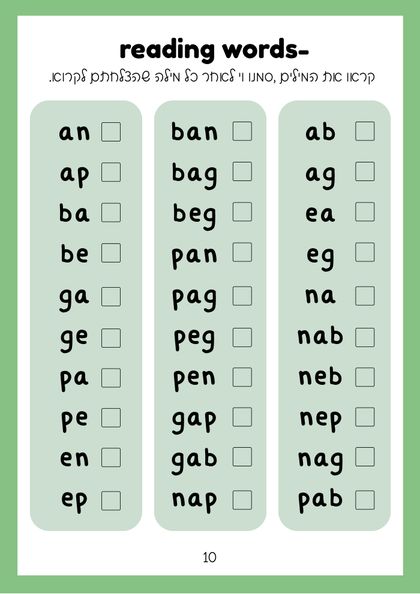 reading words-
קראו את המילים, סמנו וי לאחר כל מילה שהצלחתם לקרוא.
an
ap
ba
be
ga
ge
pa
pe
en
ep
ban
bag
beg
pan
pag
peg
pen
gap
gab
nap
ab
ag
ea
eg
na
nab
neb
nep
nag
pab
10